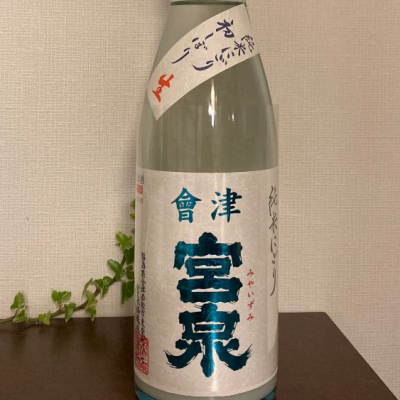 純米にごり
初しぼり
生
會津
宮泉
みやいずみ
純米にごり